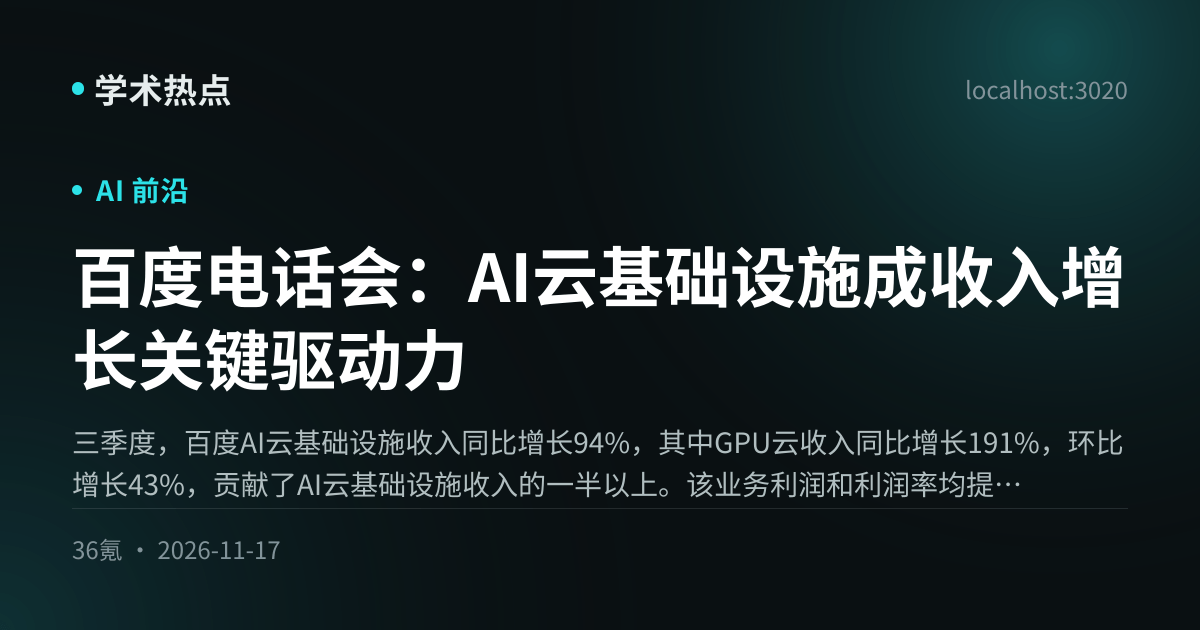 学术热点
localhost:3020
AI 前沿
百度电话会：AI云基础设施成收入增
长关键驱动力
三季度，百度AI云基础设施收入同比增长94%，其中GPU云收入同比增长191%，环比
增长43%，贡献了AI云基础设施收入的一半以上。该业务利润和利润率均提…
36氪 · 2026-11-17